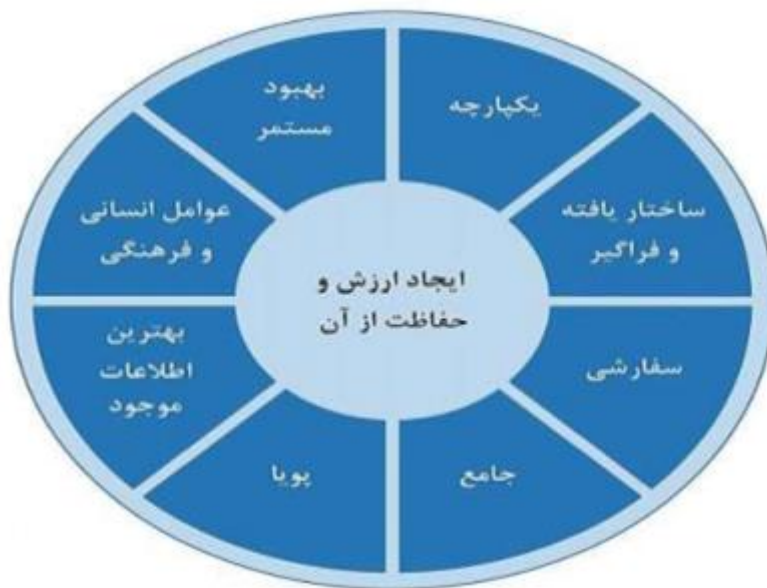 یکپارچه
ساختار یافته
و فراگیر
سفارشی
جامع
پویا
بهترین
اطلاعات
موجود
عوامل انسانی
و فرهنگی
بهبود
مستمر
ایجاد ارزش و
حفاظت از آن